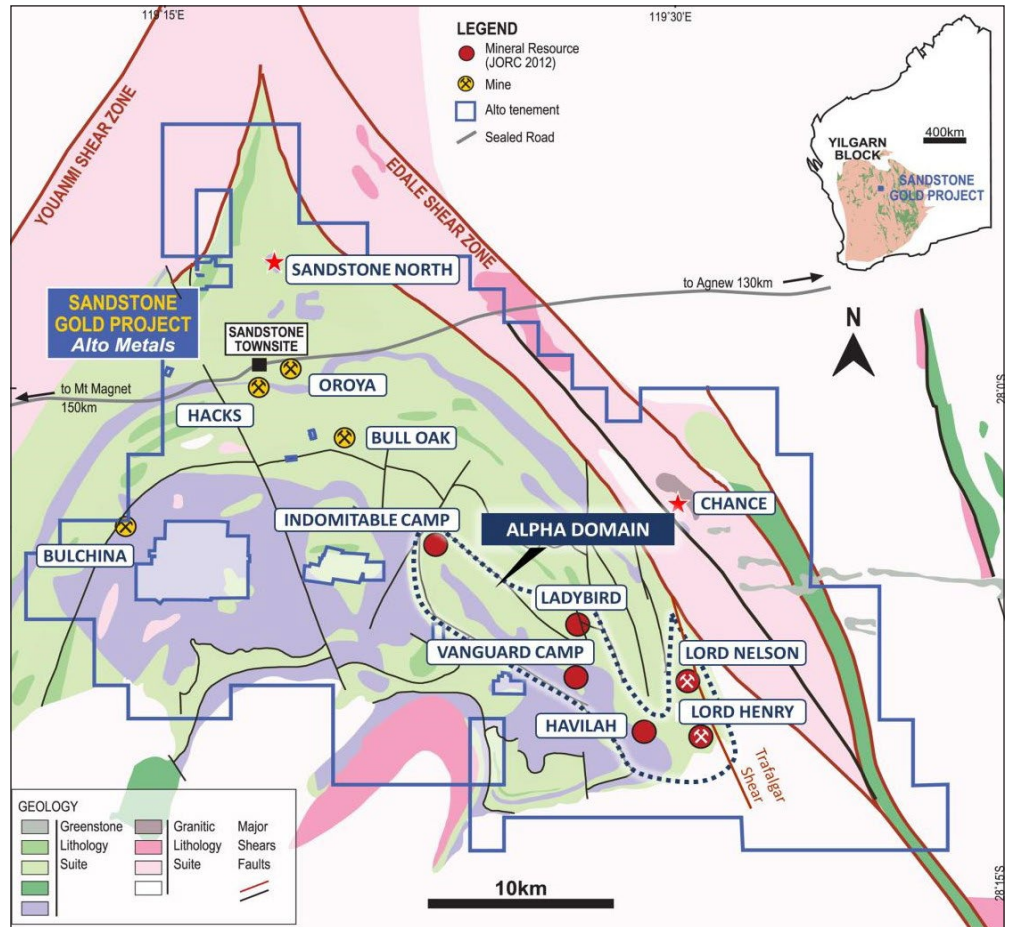 119°15'E
119°30'E
LEGEND
Mineral Resource
(JORC 2012)
Mine
Alto tenement
Sealed Road
400km
YILGARN
BLOCK
SANDSTONE
GOLD PROJECT
YOUANMI SHEAR ZONE
EDALE SHEAR ZONE
SANDSTONE NORTH
to Agnew 130km
SANDSTONE
GOLD PROJECT
Alto Metals
SANDSTONE
TOWNSITE
N
to Mt Magnet
150km
OROYA
HACKS
28°0'S
BULL OAK
CHANCE
INDOMITABLE CAMP
ALPHA DOMAIN
BULCHINA
LADYBIRD
VANGUARD CAMP
LORD NELSON
LORD HENRY
HAVILAH
Trafalgar
Shear
GEOLOGY
Greenstone
Lithology
Suite
Granitic
Lithology
Suite
Major
Shears
Faults
10km
28°15'S